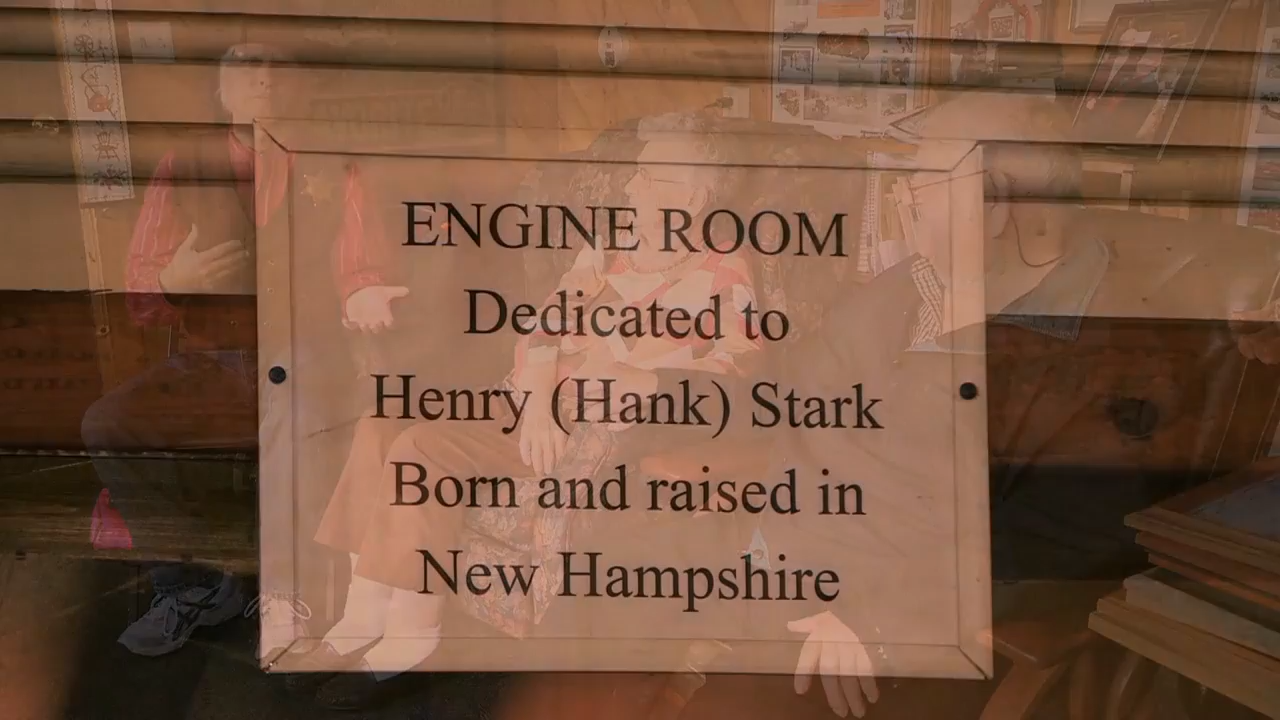 ENGINE ROOM
Dedicated to
Henry (Hank) Stark
Born and raised in
New Hampshire